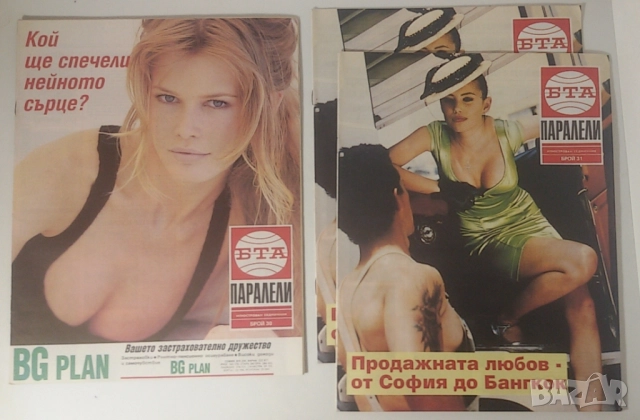 Кой
ще спечели
нейното
сърце?
БТА
ПАРАЛЕЛИ
BG PLAN
Вашето застрахователно дружество
BG PLAN
БТА
БТА
ПАРАЛЕЛИ
Продажната любов -
от София до Бангкок
BAZAR